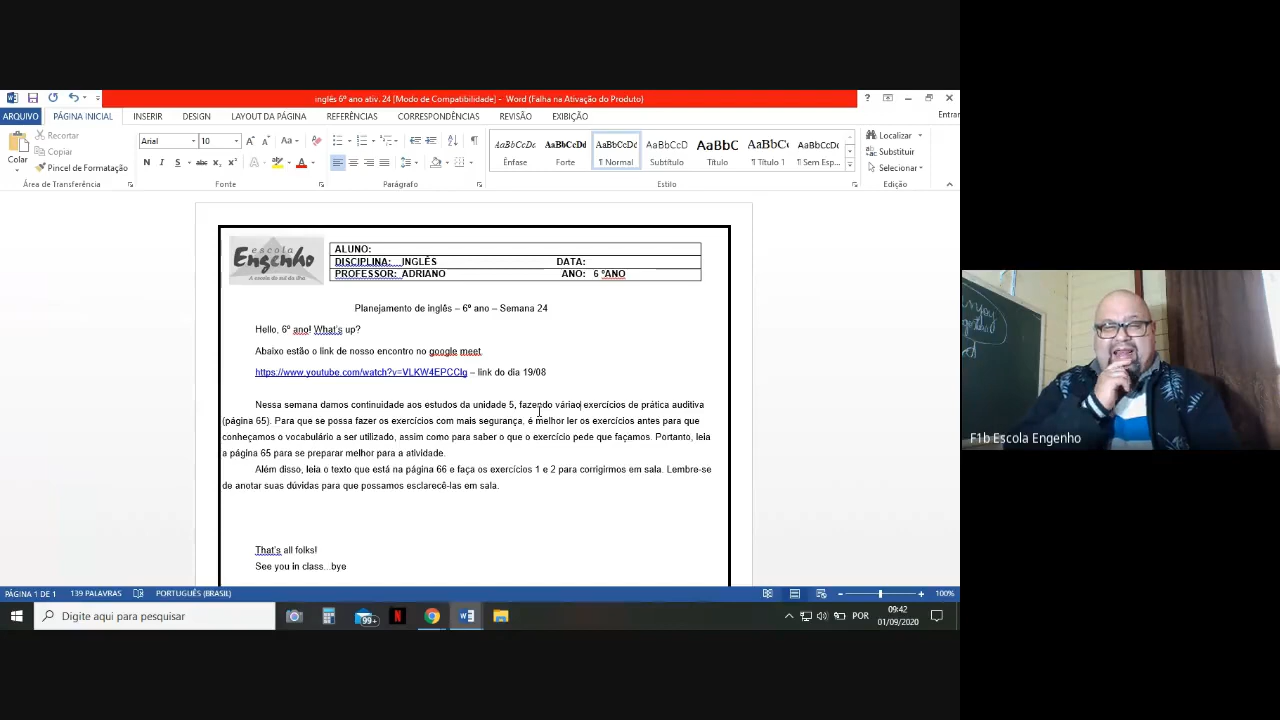 inglês 6º ano ativ. 24 [Modo de Compatibilidade] - Word (Falha na Ativação do Produto)
ARQUIVO PÁGINA INICIAL INSERIR DESIGN LAYOUT DA PÁGINA REFERÊNCIAS CORRESPONDÊNCIAS REVISÃO EXIBIÇÃO Entrar
Colar
Recortar
Copiar
Pincel de Formatação
Área de Transferência
Arial 10
N I S
Fonte
Parágrafo
AaBbCcDc AaBbCcDd AaBbCcDc AaBbCcD AaBbC AaBbC AaBbCcDc
Ênfase Forte ¶ Normal Subtítulo Título ¶ Título 1 ¶ Sem Esp...
Estilo
Localizar
Substituir
Selecionar
Edição
escola
Engenho
ALUNO:
DISCIPLINA: INGLÊS DATA:
PROFESSOR: ADRIANO ANO: 6 ºANO
Planejamento de inglês – 6º ano – Semana 24
Hello, 6º ano! What's up?
Abaixo estão o link de nosso encontro no google meet.
https://www.youtube.com/watch?v=VLKW4EPCCIg – link do dia 19/08
Nessa semana damos continuidade aos estudos da unidade 5, fazendo váriao exercícios de prática auditiva
(página 65). Para que se possa fazer os exercícios com mais segurança, é melhor ler os exercícios antes para que
conheçamos o vocabulário a ser utilizado, assim como para saber o que o exercício pede que façamos. Portanto, leia
a página 65 para se preparar melhor para a atividade.
Além disso, leia o texto que está na página 66 e faça os exercícios 1 e 2 para corrigirmos em sala. Lembre-se
de anotar suas dúvidas para que possamos esclarecê-las em sala.
That's all folks!
See you in class...bye
PÁGINA 1 DE 1 139 PALAVRAS PORTUGUÊS (BRASIL) 100%
Digite aqui para pesquisar
99+
POR
09:42
01/09/2020
F1b Escola Engenho